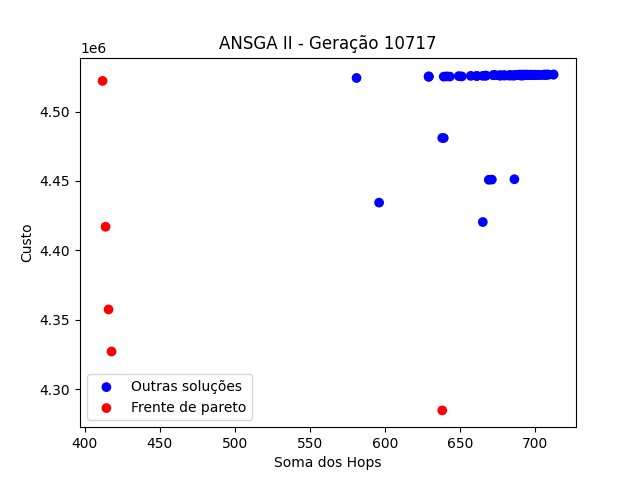 ANSGA II - Geração 10717
1e6
4.50
4.45
4.40
4.35
4.30
Custo
Outras soluções
Frente de pareto
400 450 500 550 600 650 700
Soma dos Hops